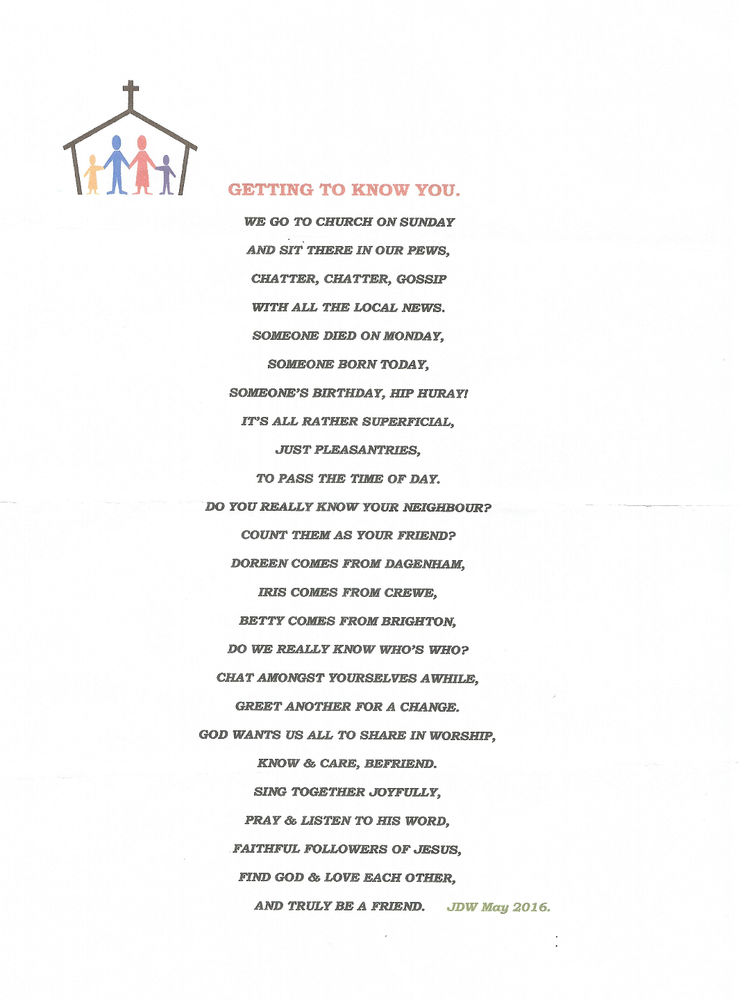 GETTING TO KNOW YOU.
WE GO TO CHURCH ON SUNDAY
AND SIT THERE IN OUR PEWS,
CHATTER, CHATTER, GOSSIP
WITH ALL THE LOCAL NEWS.
SOMEONE DIED ON MONDAY,
SOMEONE BORN TODAY,
SOMEONE'S BIRTHDAY, HIP HURAY!
IT'S ALL RATHER SUPERFICIAL,
JUST PLEASANTRIES,
TO PASS THE TIME OF DAY.
DO YOU REALLY KNOW YOUR NEIGHBOUR?
COUNT THEM AS YOUR FRIEND?
DOREEN COMES FROM DAGENHAM,
IRIS COMES FROM CREWE,
BETTY COMES FROM BRIGHTON,
DO WE REALLY KNOW WHO'S WHO?
CHAT AMONGST YOURSELVES AWHILE,
GREET ANOTHER FOR A CHANGE.
GOD WANTS US ALL TO SHARE IN WORSHIP,
KNOW & CARE, BEFRIEND.
SING TOGETHER JOYFULLY,
PRAY & LISTEN TO HIS WORD,
FAITHFUL FOLLOWERS OF JESUS,
FIND GOD & LOVE EACH OTHER,
AND TRULY BE A FRIEND. JDW May 2016.